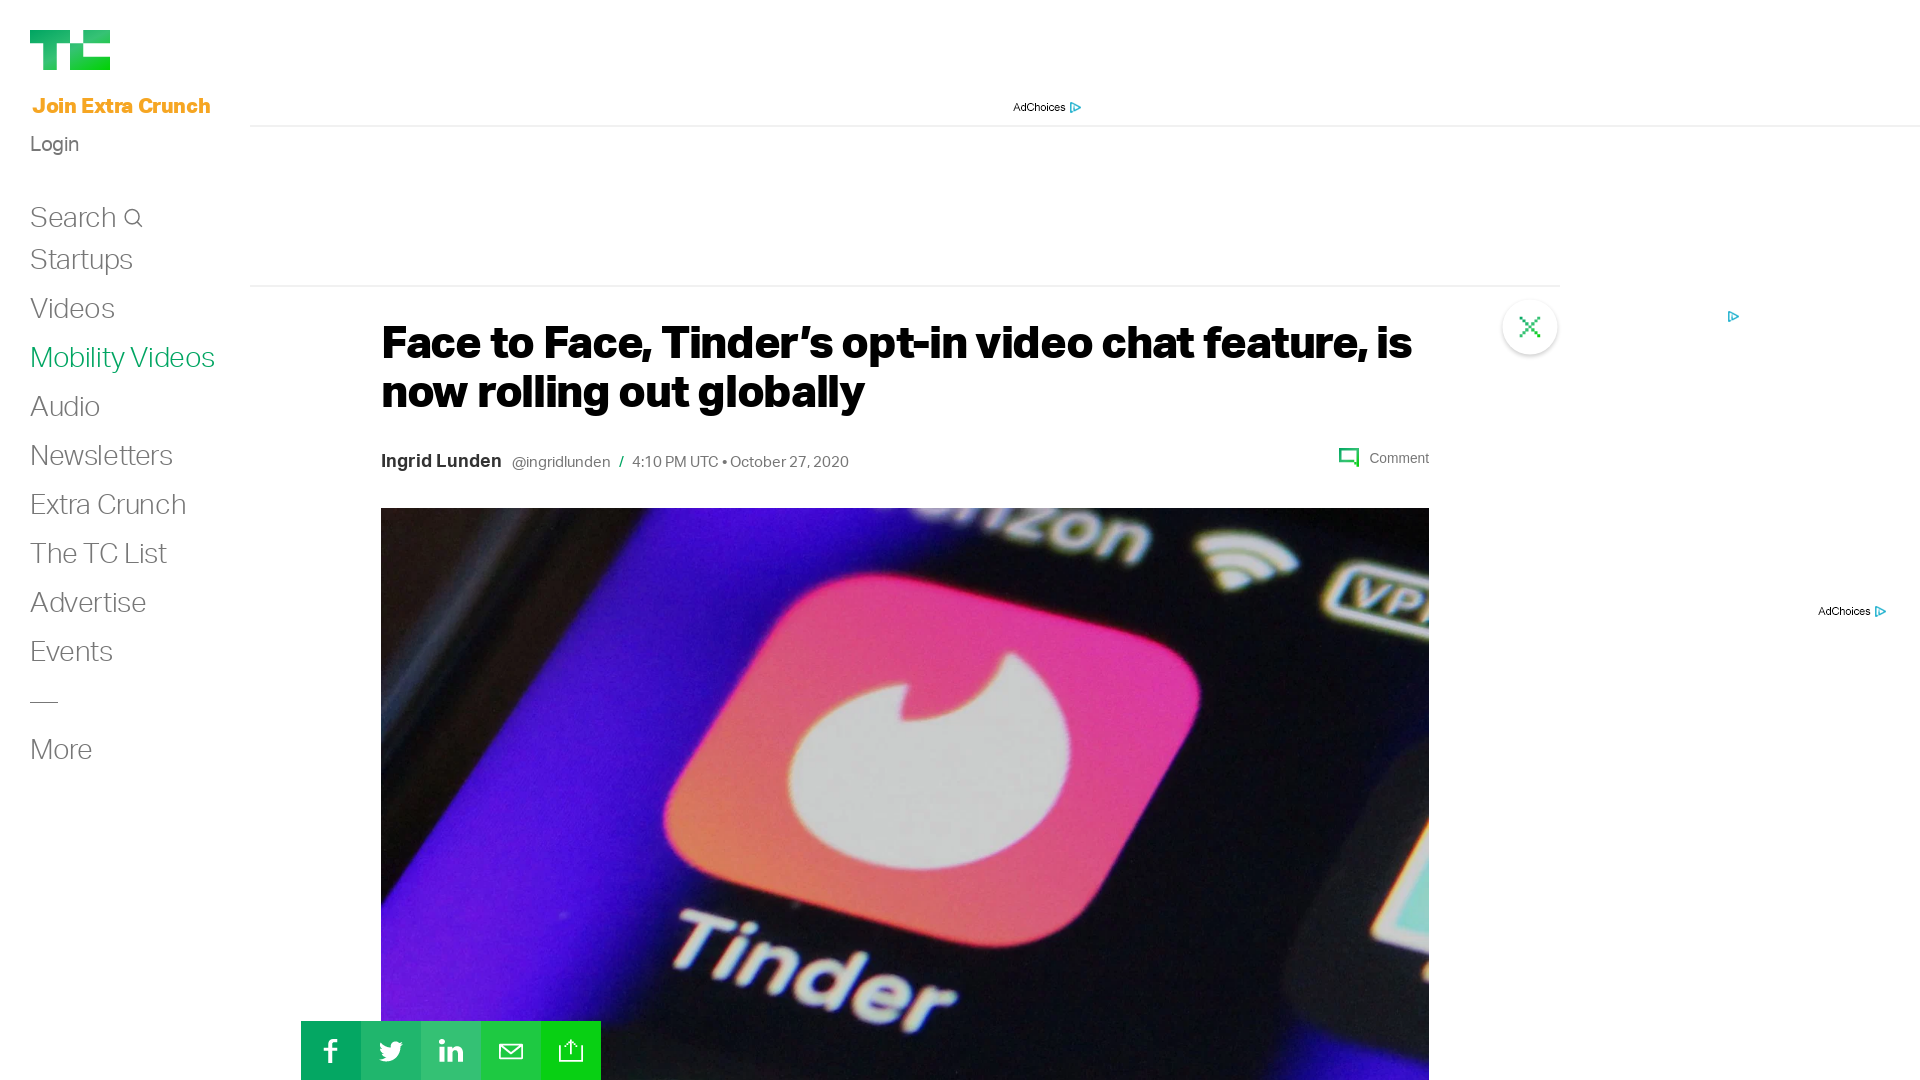 TC
Join Extra Crunch
Login
Search
Startups
Videos
Mobility Videos
Audio
Newsletters
Extra Crunch
The TC List
Advertise
Events
More
AdChoices
Face to Face, Tinder’s opt-in video chat feature, is
now rolling out globally
Ingrid Lunden @ingridlunden / 4:10 PM UTC • October 27, 2020
Comment
AdChoices
Tinder